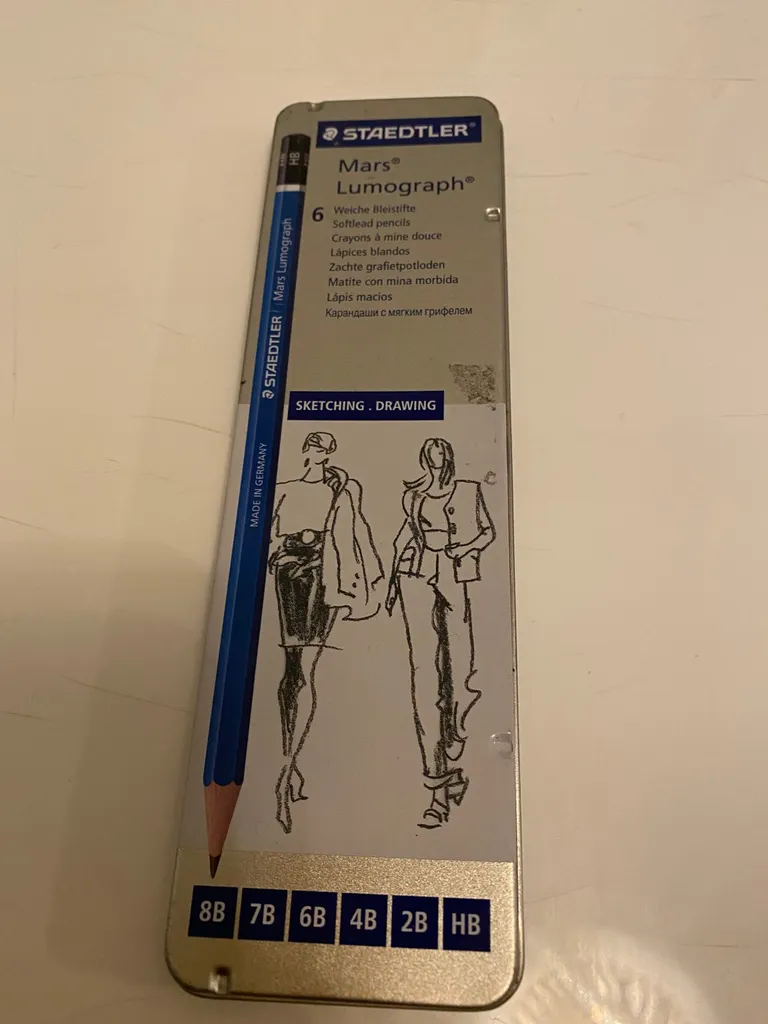 STAEDTLER®
Mars®
Lumograph®
6 Weiche Bleistifte
Softlead pencils
Crayons à mine douce
Lápices blandos
Zachte grafietpotloden
Matite con mina morbida
Lápis macios
Карандаши с мягким грифелем
HB
STAEDTLER Mars Lumograph
MADE IN GERMANY
SKETCHING . DRAWING
8B 7B 6B 4B 2B HB